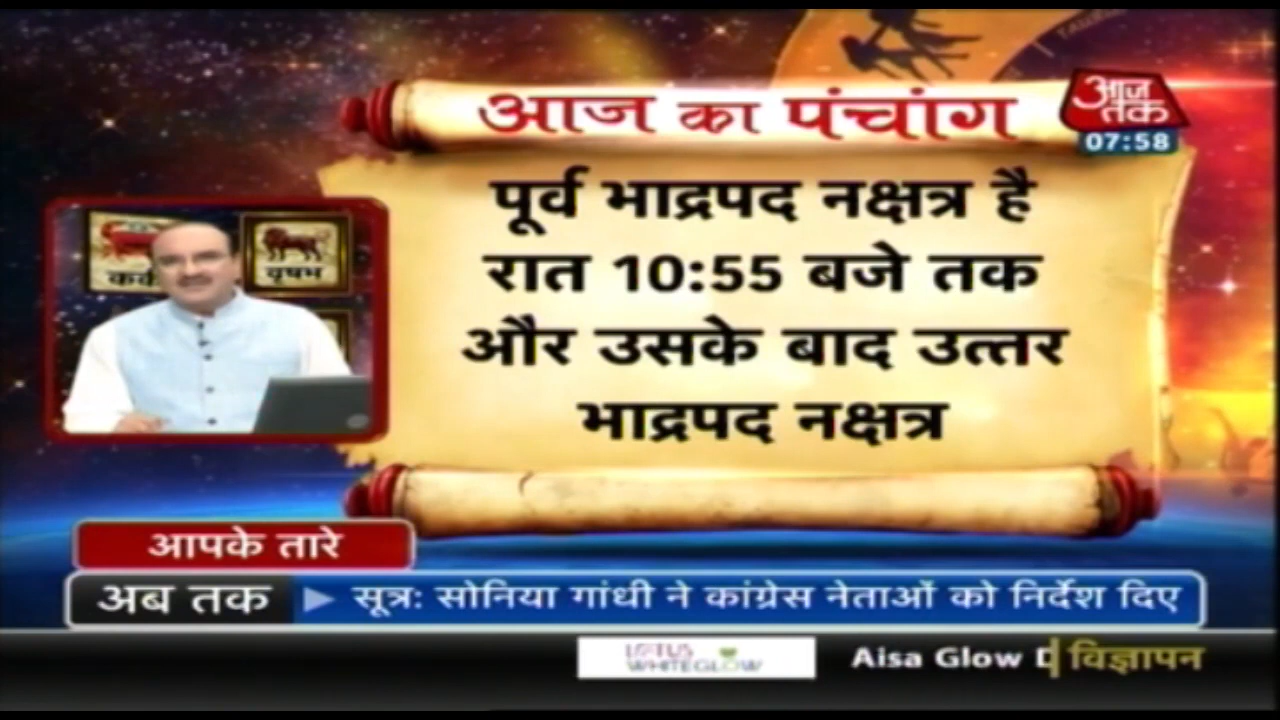 आज का पंचांग
आज
तक
07:58
पूर्व भाद्रपद नक्षत्र है
रात 10:55 बजे तक
और उसके बाद उत्तर
भाद्रपद नक्षत्र
वृषभ
आपके तारे
अब तक
सूत्र: सोनिया गांधी ने कांग्रेस नेताओं को निर्देश दिए
LOTUS
WHITEGLOW
Aisa Glow
विज्ञापन